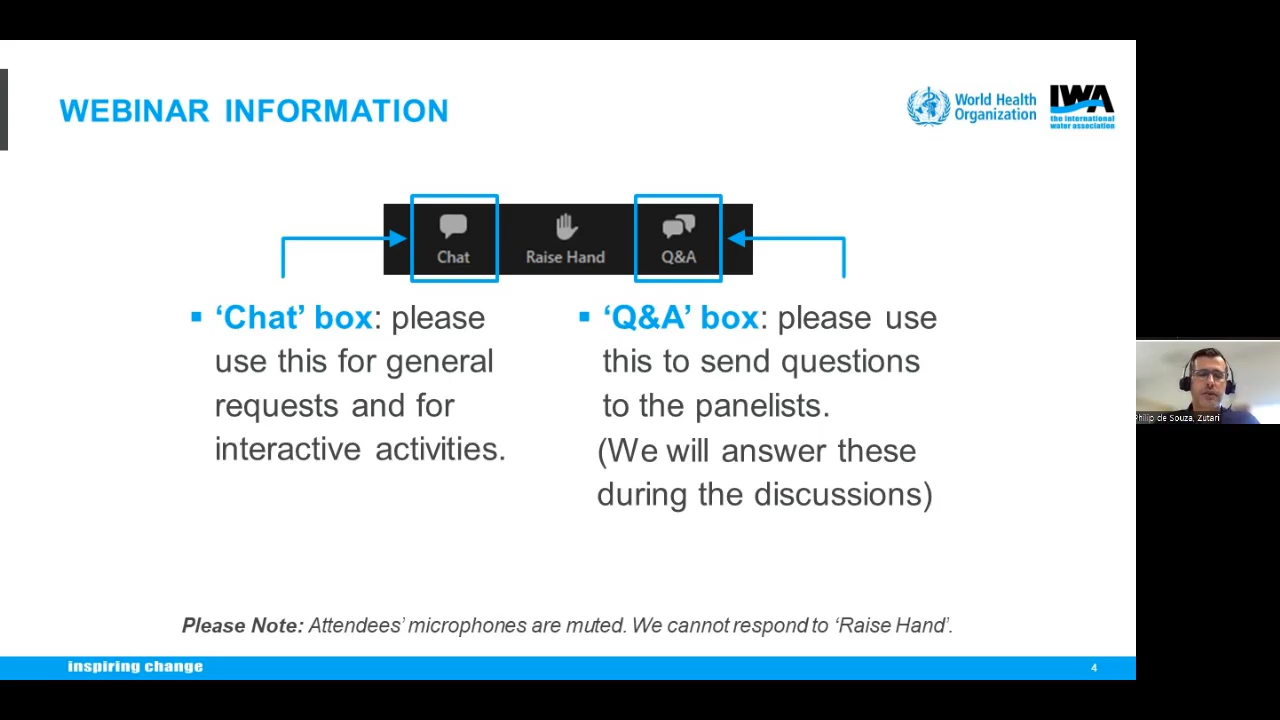 WEBINAR INFORMATION
World Health
Organization
IWA
the international
water association
Chat
Raise Hand
Q&A
▪ ‘Chat’ box: please
use this for general
requests and for
interactive activities.
▪ ‘Q&A’ box: please use
this to send questions
to the panelists.
(We will answer these
during the discussions)
Philip de Souza, Zutari
Please Note: Attendees’ microphones are muted. We cannot respond to ‘Raise Hand’.
inspiring change
4